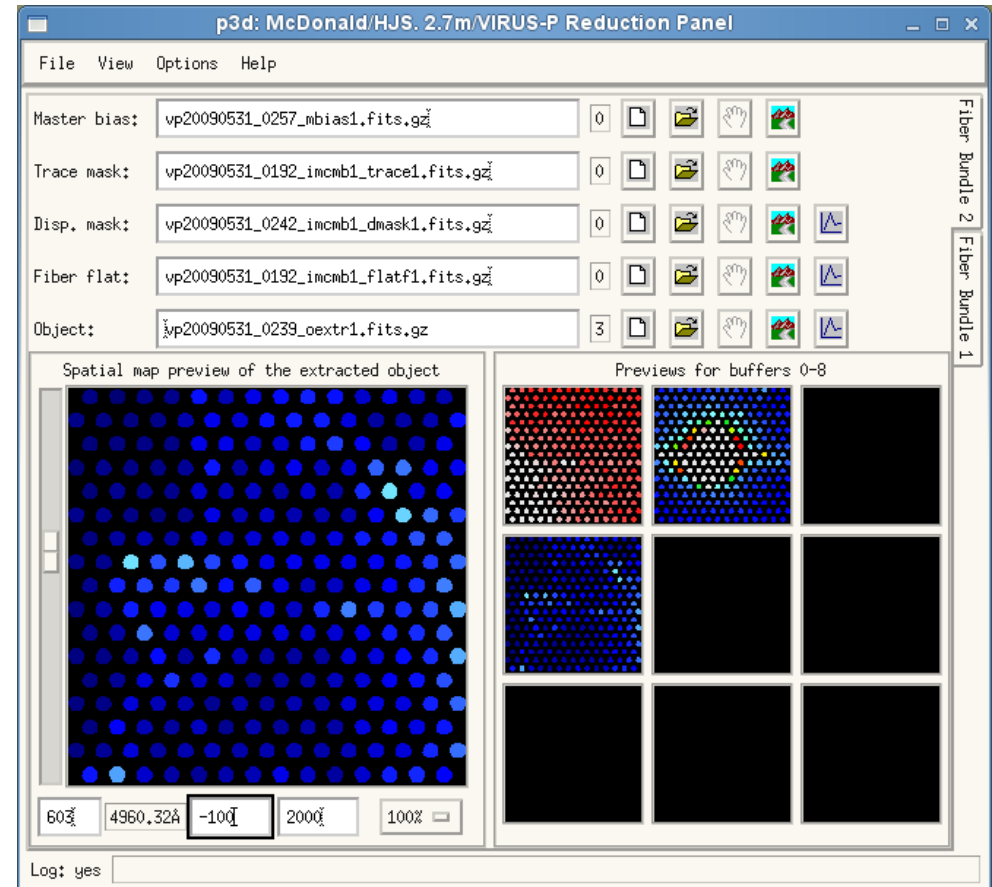 p3d: McDonald/HJS. 2.7m/VIRUS-P Reduction Panel
File View Options Help
Master bias: vp20090531_0257_mbias1.fits.gz 0
Trace mask: vp20090531_0192_imcmb1_trace1.fits.gz 0
Disp. mask: vp20090531_0242_imcmb1_dmask1.fits.gz 0
Fiber flat: vp20090531_0192_imcmb1_flatf1.fits.gz 0
Object: vp20090531_0239_oextr1.fits.gz 3
Fiber Bundle 2
Fiber Bundle 1
Spatial map preview of the extracted object
Previews for buffers 0-8
603 4960.32Å -100 2000 100%
Log: yes